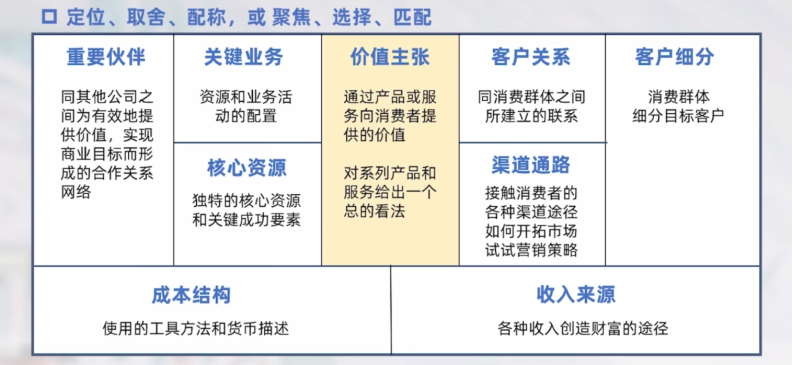 定位、取舍、配称，或 聚焦、选择、匹配
重要伙伴
同其他公司之
间为有效地提
供价值，实现
商业目标而形
成的合作关系
网络
关键业务
资源和业务活
动的配置
核心资源
独特的核心资源
和关键成功要素
价值主张
通过产品或服
务向消费者提
供的价值
对系列产品和
服务给出一个
总的看法
客户关系
同消费群体之间
所建立的联系
渠道通路
接触消费者的
各种渠道途径
如何开拓市场
试试营销策略
客户细分
消费群体
细分目标客户
成本结构
使用的工具方法和货币描述
收入来源
各种收入创造财富的途径